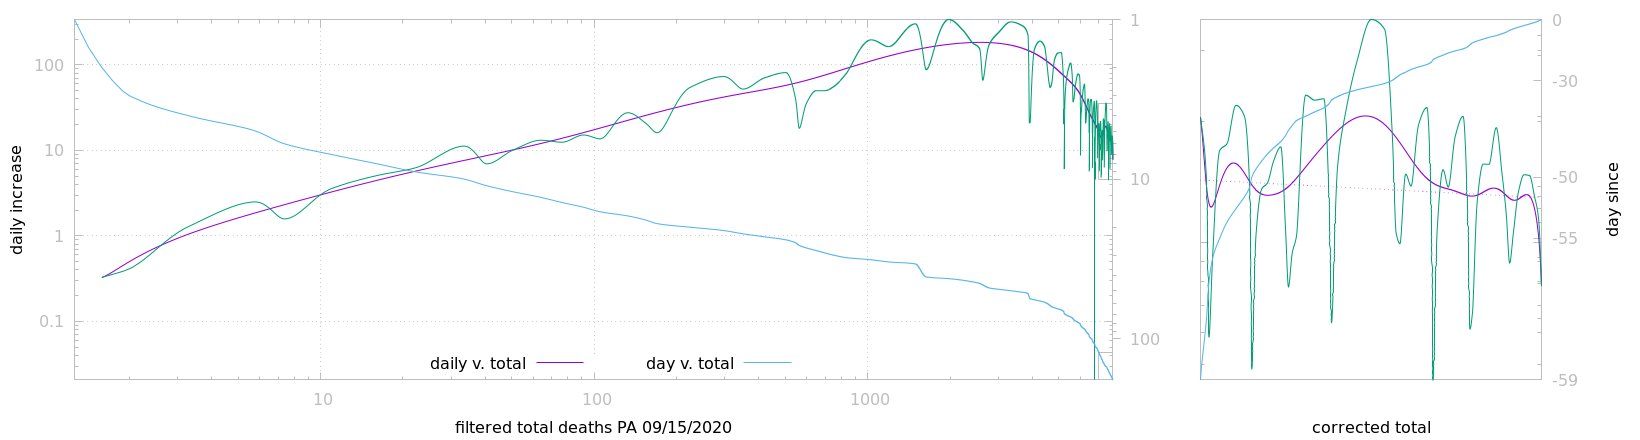 daily increase
100
10
1
0.1
10
100
1000
1
10
100
daily v. total
day v. total
filtered total deaths PA 09/15/2020
0
-30
-50
-55
-59
day since
corrected total